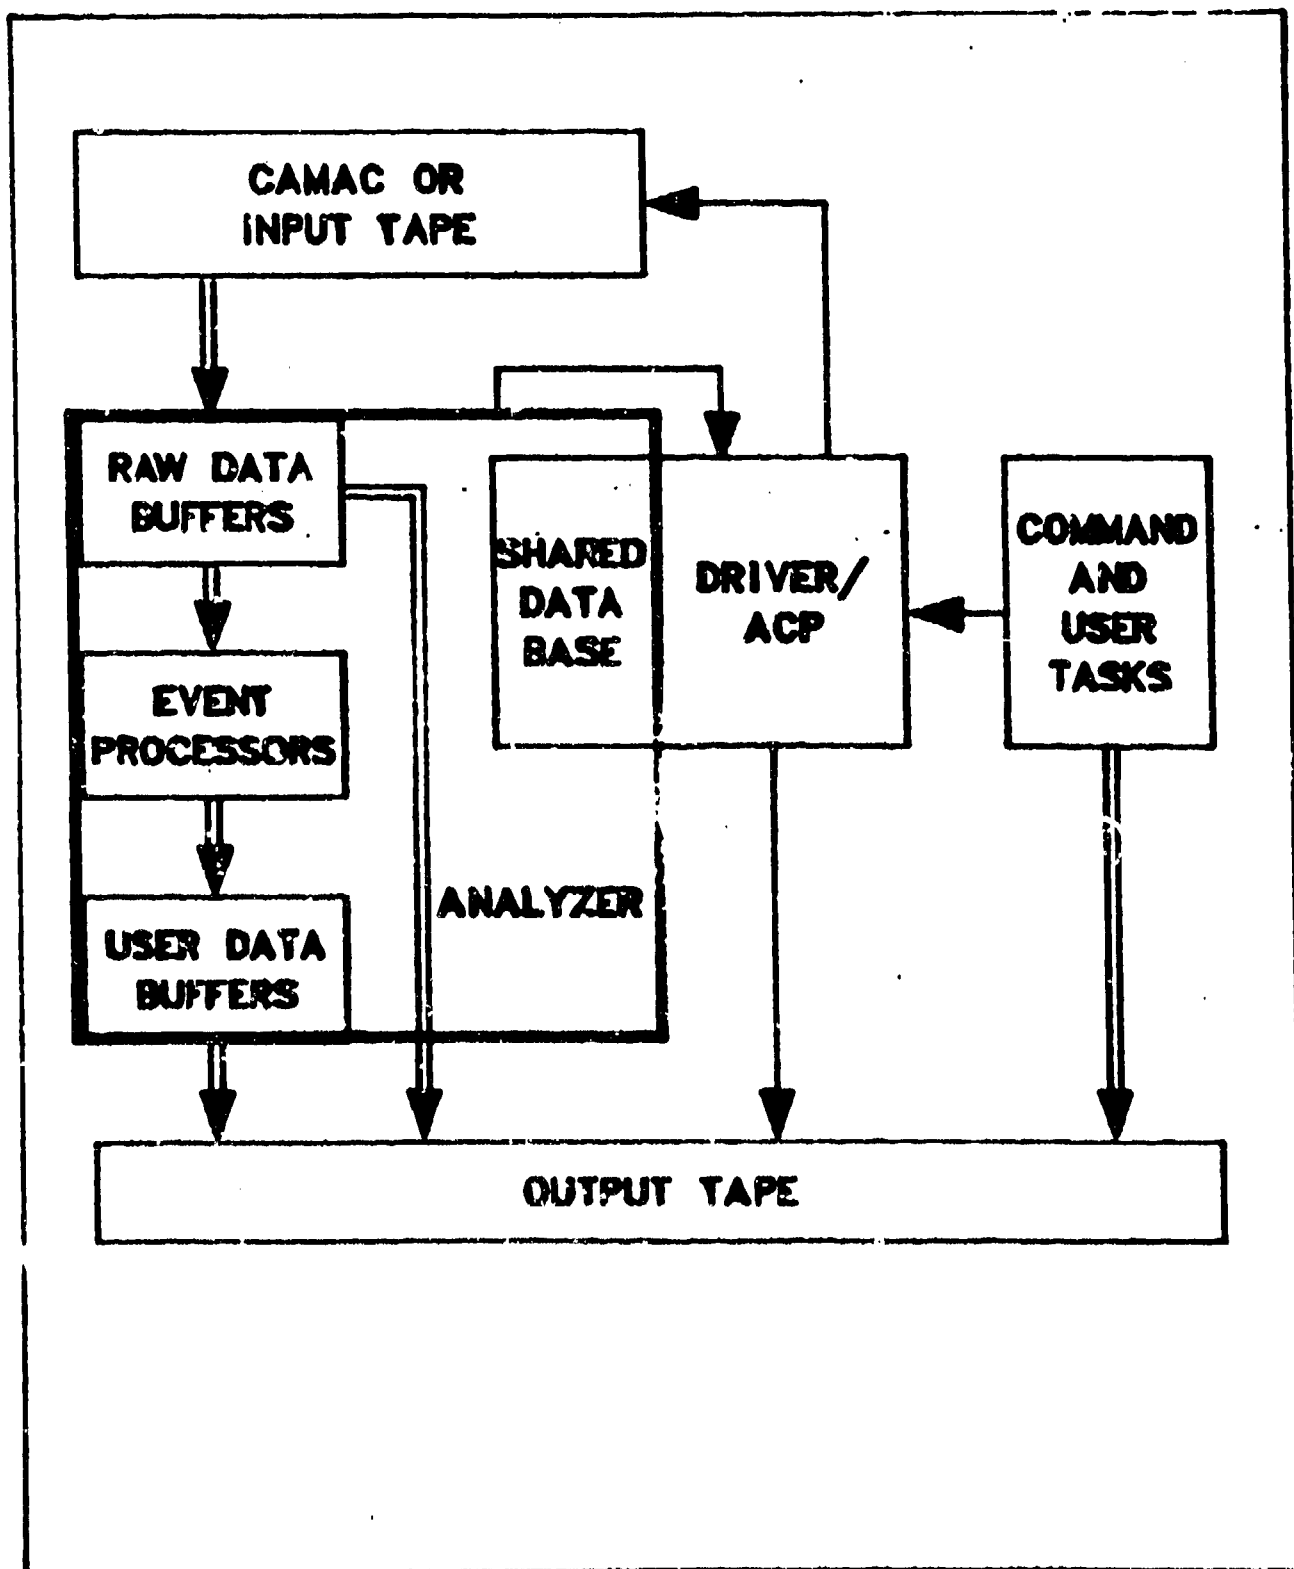 CAMAC OR
INPUT TAPE
RAW DATA
BUFFERS
EVENT
PROCESSORS
USER DATA
BUFFERS
ANALYZER
SHARED
DATA
BASE
DRIVER/
ACP
COMMAND
AND
USER
TASKS
OUTPUT TAPE